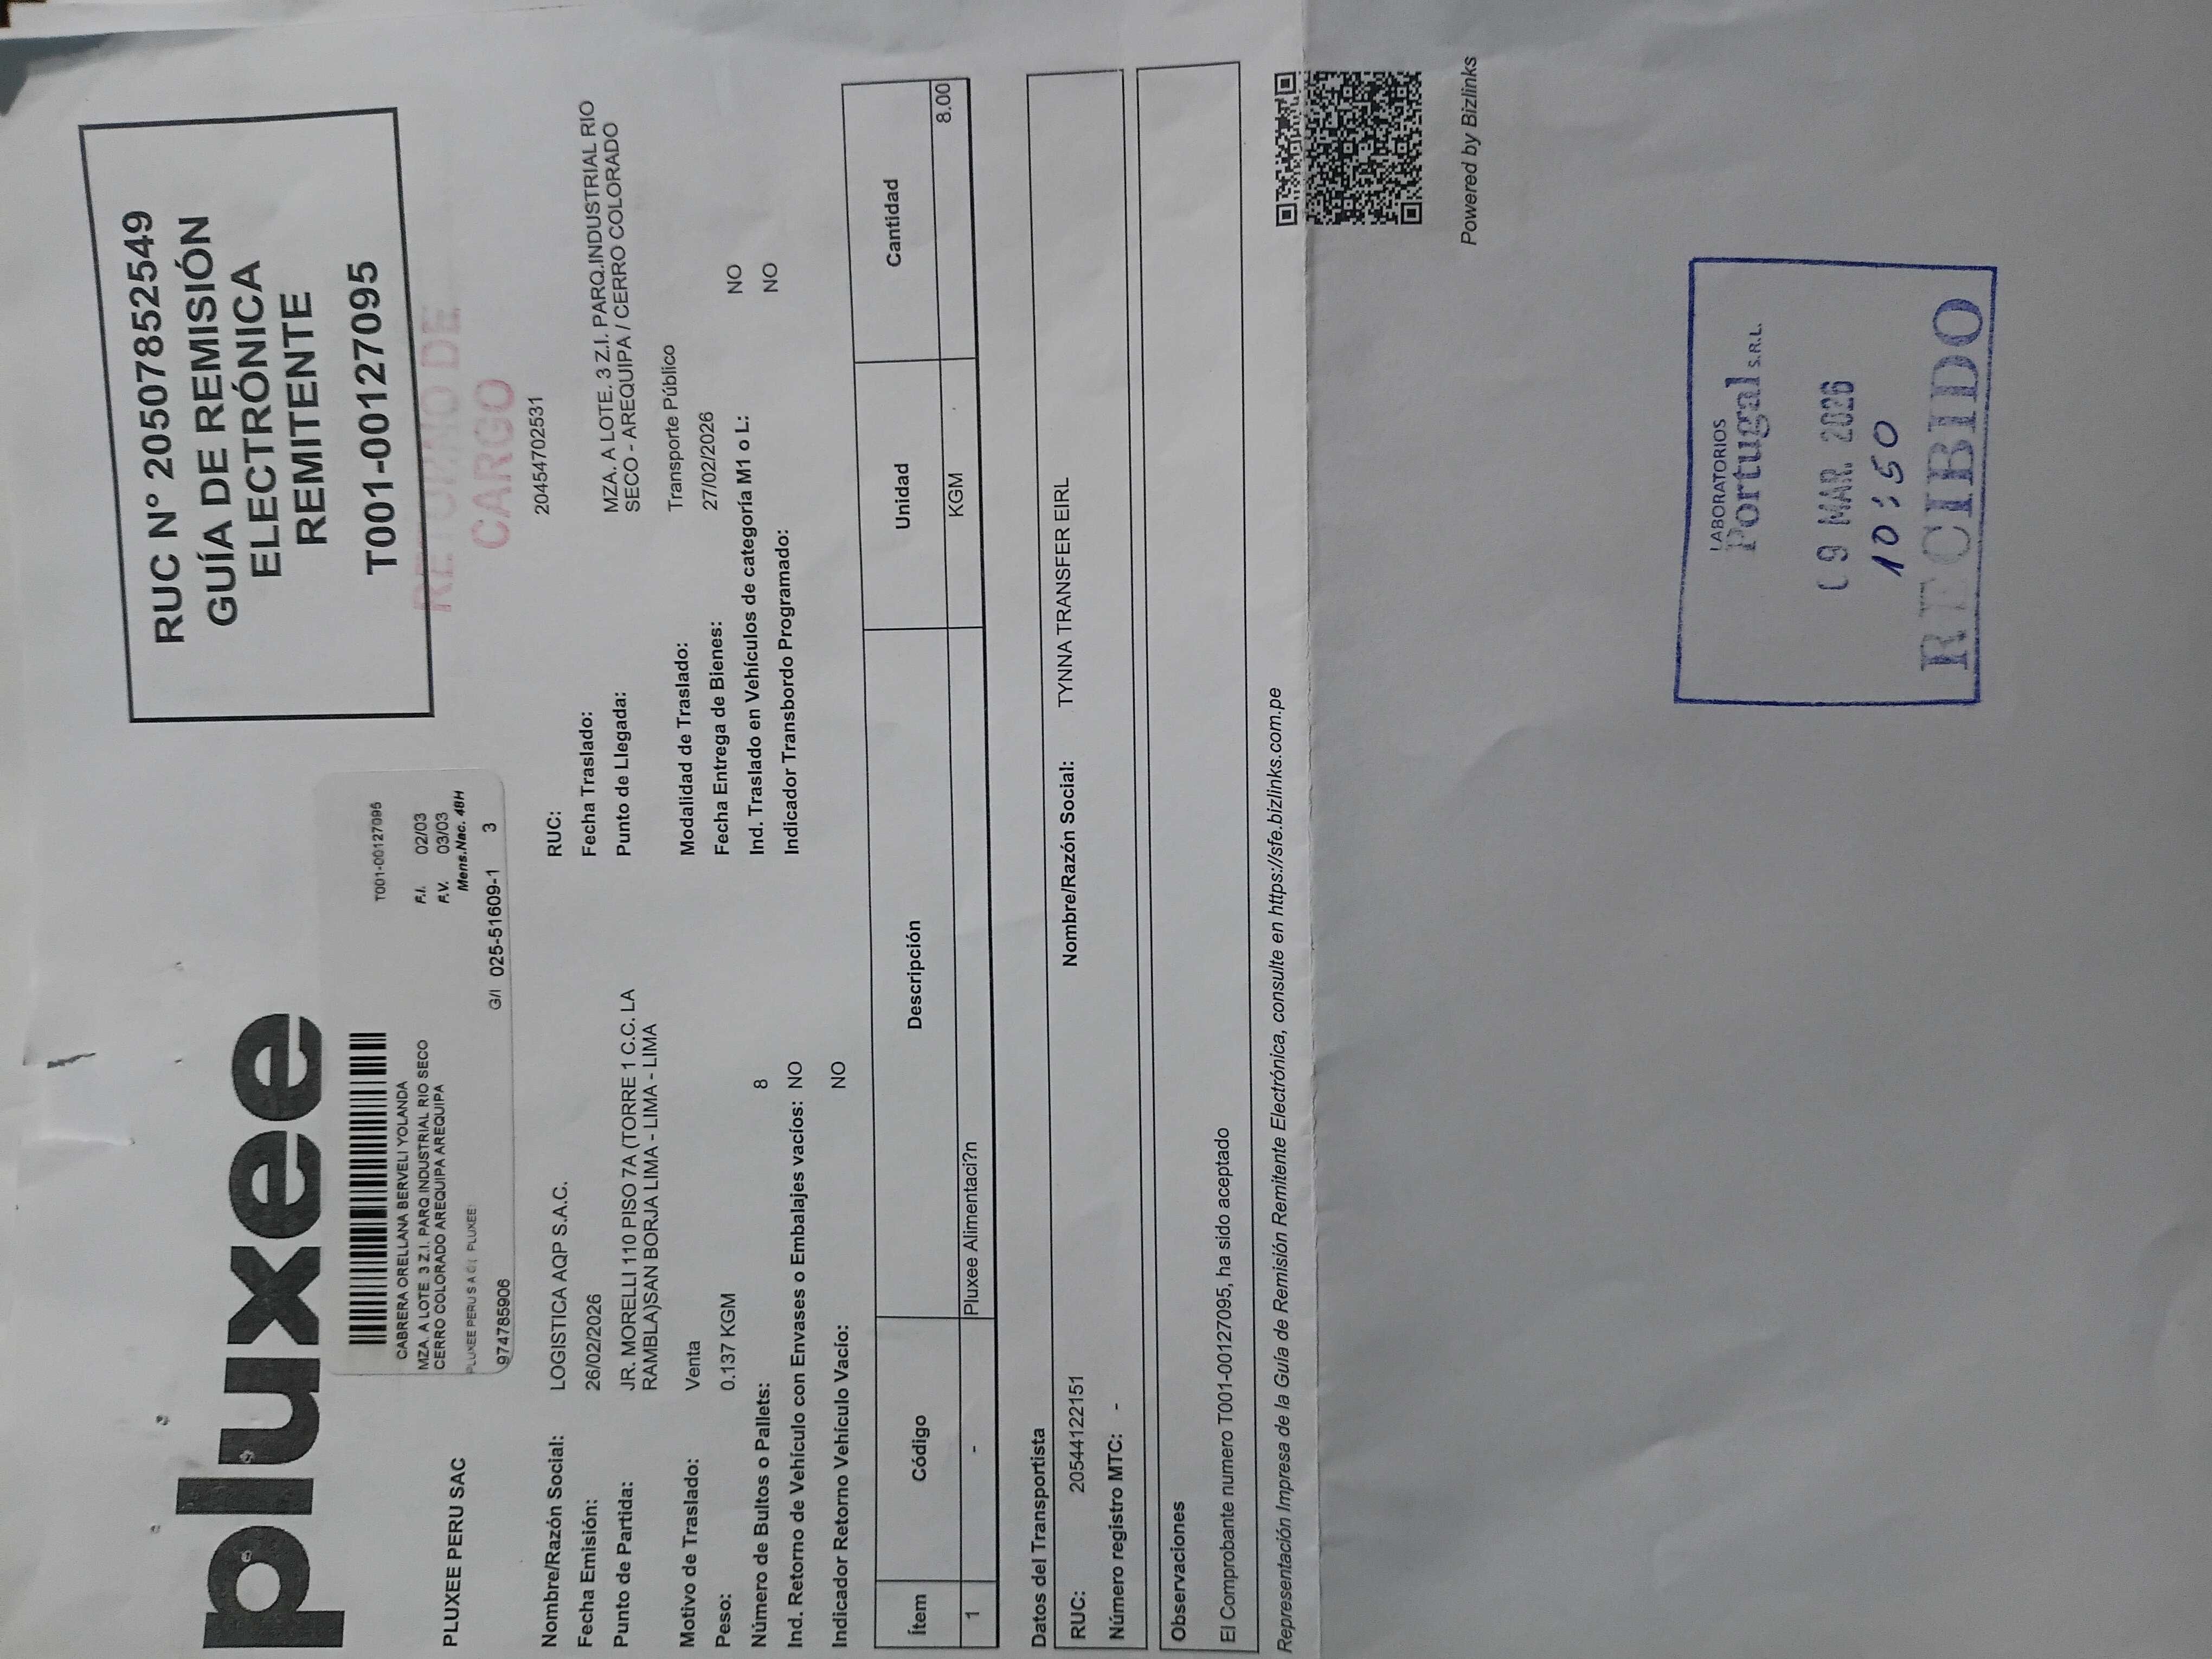 pluxee
RUC N° 20507852549
GUÍA DE REMISIÓN
ELECTRÓNICA
REMITENTE
T001-00127095
RETORNO DE
CARGO
T001-00127095
CABRERA ORELLANA BERVELI YOLANDA
MZA. A LOTE. 3 Z.I. PARQ.INDUSTRIAL RIO SECO
CERRO COLORADO AREQUIPA AREQUIPA
F.I. 02/03
F.V. 03/03
Mens.Nac. 48H
PLUXEE PERU S A C ( PLUXEE
G/I 025-51609-1 3
974785906
PLUXEE PERU SAC
Nombre/Razón Social: LOGISTICA AQP S.A.C.
RUC: 20454702531
Fecha Emisión: 26/02/2026
Fecha Traslado:
Punto de Partida: JR. MORELLI 110 PISO 7A (TORRE 1 C.C. LA
RAMBLA)SAN BORJA LIMA - LIMA - LIMA
Punto de Llegada: MZA. A LOTE. 3 Z.I. PARQ.INDUSTRIAL RIO
SECO - AREQUIPA / CERRO COLORADO
Motivo de Traslado: Venta
Modalidad de Traslado: Transporte Público
Peso: 0.137 KGM
Fecha Entrega de Bienes: 27/02/2026
Número de Bultos o Pallets: 8
Ind. Traslado en Vehículos de categoría M1 o L: NO
Ind. Retorno de Vehículo con Envases o Embalajes vacíos: NO
Indicador Transbordo Programado: NO
Indicador Retorno Vehículo Vacío: NO
Ítem Código Descripción Unidad Cantidad
1 - Pluxee Alimentaci?n KGM 8.00
Datos del Transportista
RUC: 20544122151 Nombre/Razón Social: TYNNA TRANSFER EIRL
Número registro MTC: -
Observaciones
El Comprobante numero T001-00127095, ha sido aceptado
Representación Impresa de la Guía de Remisión Remitente Electrónica, consulte en https://sfe.bizlinks.com.pe
Powered by Bizlinks
LABORATORIOS
Portugal S.R.L.
09 MAR. 2026
10:50
RECIBIDO